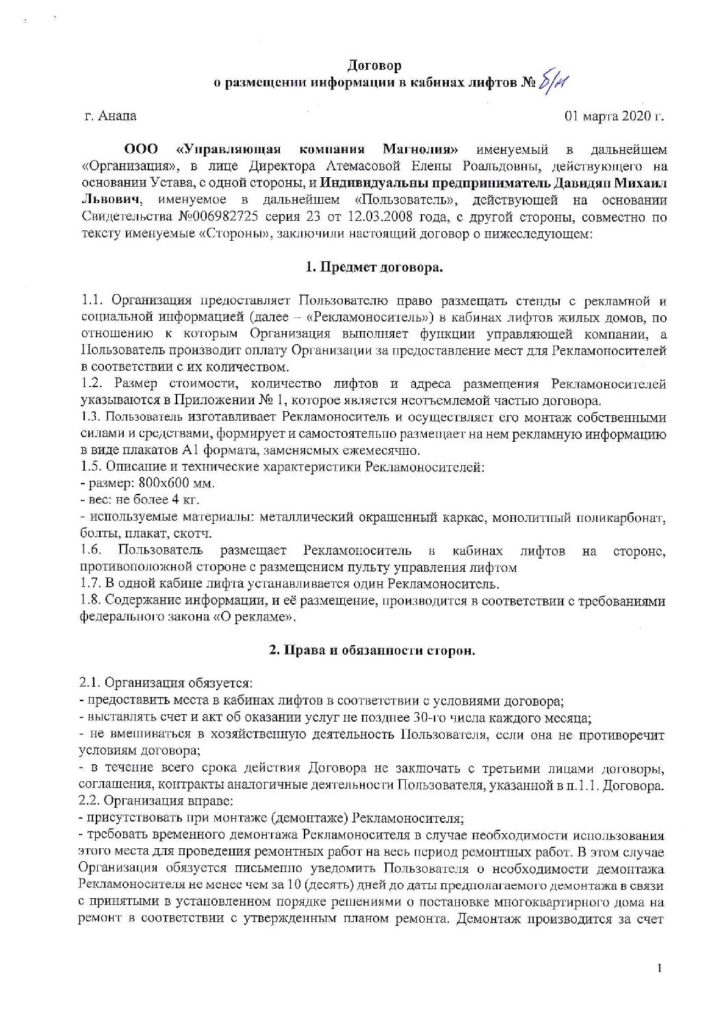 Договор
о размещении информации в кабинах лифтов № б/н
г. Анапа 01 марта 2020 г.
ООО «Управляющая компания Магнолия» именуемый в дальнейшем
«Организация», в лице Директора Атемасовой Елены Роальдовны, действующего на
основании Устава, с одной стороны, и Индивидуальны предприниматель Давидян Михаил
Львович, именуемое в дальнейшем «Пользователь», действующей на основании
Свидетельства №006982725 серия 23 от 12.03.2008 года, с другой стороны, совместно по
тексту именуемые «Стороны», заключили настоящий договор о нижеследующем:
1. Предмет договора.
1.1. Организация предоставляет Пользователю право размещать стенды с рекламной и
социальной информацией (далее – «Рекламоноситель») в кабинах лифтов жилых домов, по
отношению к которым Организация выполняет функции управляющей компании, а
Пользователь производит оплату Организации за предоставление мест для Рекламоносителей
в соответствии с их количеством.
1.2. Размер стоимости, количество лифтов и адреса размещения Рекламоносителей
указываются в Приложении № 1, которое является неотъемлемой частью договора.
1.3. Пользователь изготавливает Рекламоноситель и осуществляет его монтаж собственными
силами и средствами, формирует и самостоятельно размещает на нем рекламную информацию
в виде плакатов А1 формата, заменяемых ежемесячно.
1.5. Описание и технические характеристики Рекламоносителей:
- размер: 800х600 мм.
- вес: не более 4 кг.
- используемые материалы: металлический окрашенный каркас, монолитный поликарбонат,
болты, плакат, скотч.
1.6. Пользователь размещает Рекламоноситель в кабинах лифтов на стороне,
противоположной стороне с размещением пульту управления лифтом
1.7. В одной кабине лифта устанавливается один Рекламоноситель.
1.8. Содержание информации, и её размещение, производится в соответствии с требованиями
федерального закона «О рекламе».
2. Права и обязанности сторон.
2.1. Организация обязуется:
- предоставить места в кабинах лифтов в соответствии с условиями договора;
- выставлять счет и акт об оказании услуг не позднее 30-го числа каждого месяца;
- не вмешиваться в хозяйственную деятельность Пользователя, если она не противоречит
условиям договора;
- в течение всего срока действия Договора не заключать с третьими лицами договоры,
соглашения, контракты аналогичные деятельности Пользователя, указанной в п.1.1. Договора.
2.2. Организация вправе:
- присутствовать при монтаже (демонтаже) Рекламоносителя;
- требовать временного демонтажа Рекламоносителя в случае необходимости использования
этого места для проведения ремонтных работ на весь период ремонтных работ. В этом случае
Организация обязуется письменно уведомить Пользователя о необходимости демонтажа
Рекламоносителя не менее чем за 10 (десять) дней до даты предполагаемого демонтажа в связи
с принятыми в установленном порядке решениями о постановке многоквартирного дома на
ремонт в соответствии с утвержденным планом ремонта. Демонтаж производится за счет
1